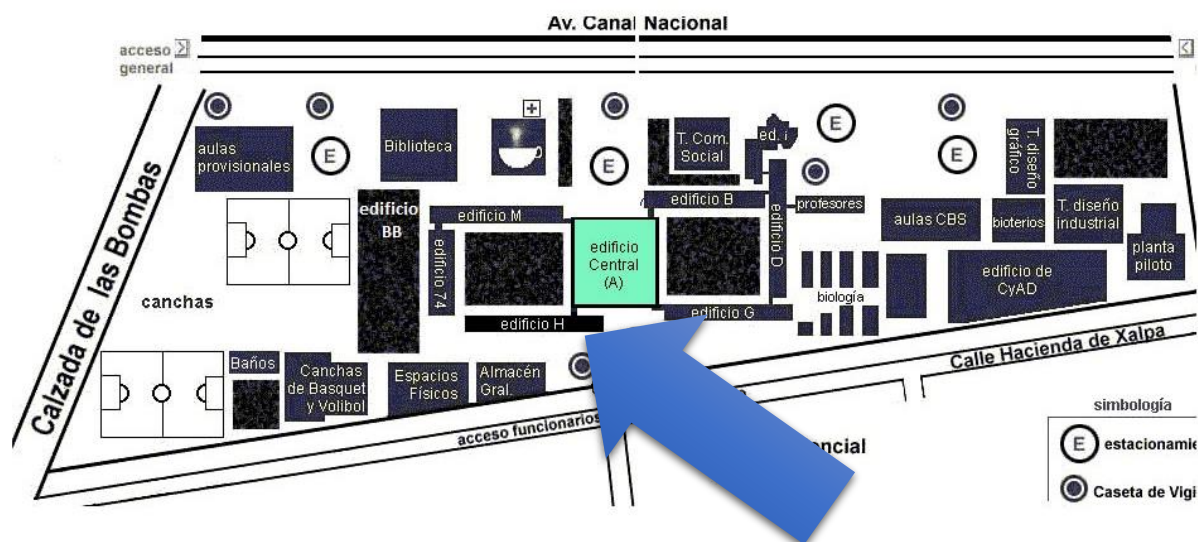 Av. Canal Nacional
acceso
general
Calzada de las Bombas
aulas
provisionales
E
Biblioteca
E
T. Com.
Social
ed. i
E
E
T. diseño
gráfico
edificio
BB
edificio M
edificio B
profesores
aulas CBS
bioterios
T. diseño
industrial
edificio 74
edificio
Central
(A)
edificio D
planta
piloto
edificio de
CyAD
biología
canchas
edificio H
edificio G
Calle Hacienda de Xalpa
Baños
Canchas
de Basquet
y Volibol
Espacios
Físicos
Almacén
Gral.
acceso funcionarios
encial
simbología
E estacionamie
Caseta de Vigi